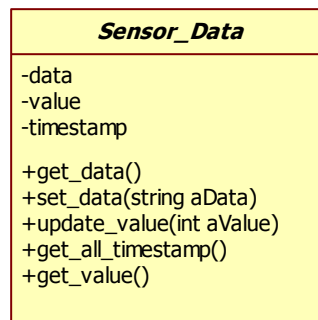 Sensor_Data
-data
-value
-timestamp
+get_data()
+set_data(string aData)
+update_value(int aValue)
+get_all_timestamp()
+get_value()